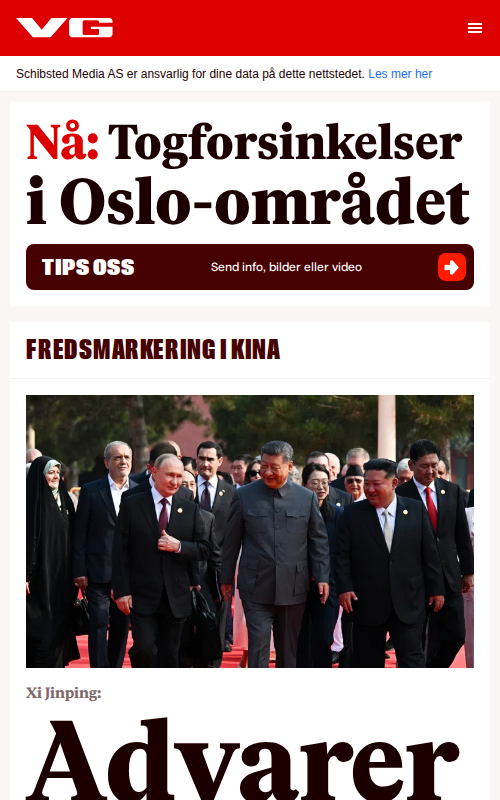 VG
Schibsted Media AS er ansvarlig for dine data på dette nettstedet. Les mer her
Nå: Togforsinkelser
i Oslo-området
TIPS OSS
Send info, bilder eller video
FREDSMARKERING I KINA
Xi Jinping:
Advarer